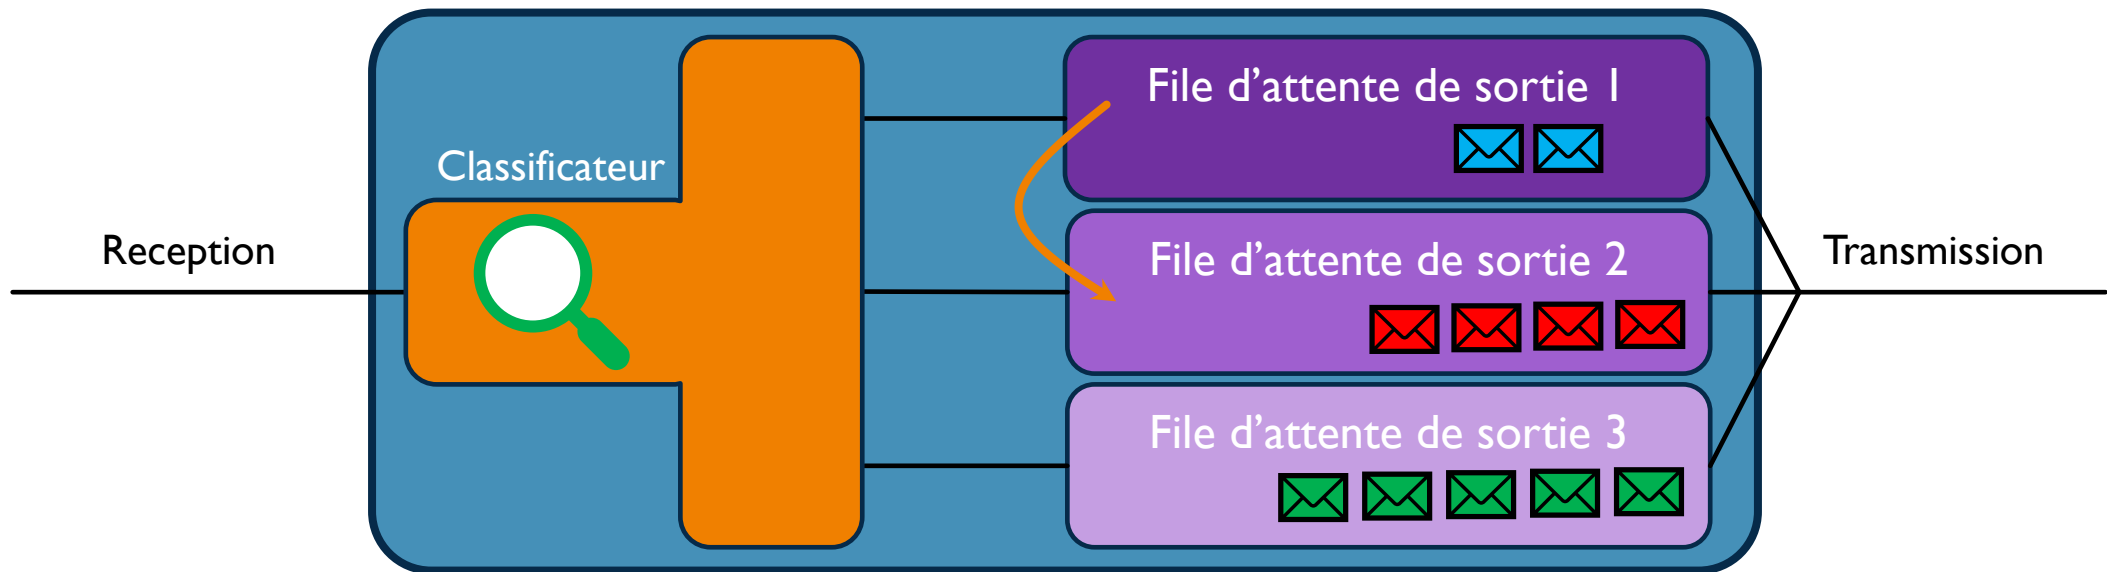 File d'attente de sortie 1
Classificateur
Reception
File d'attente de sortie 2
Transmission
File d'attente de sortie 3